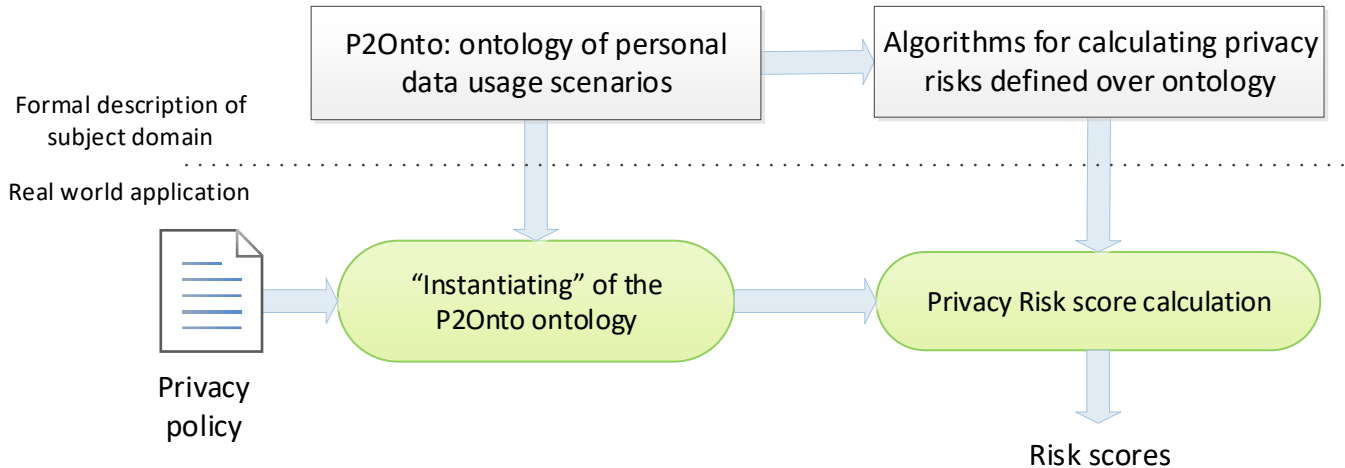 P2Onto: ontology of personal
data usage scenarios
Algorithms for calculating privacy
risks defined over ontology
Formal description of
subject domain
Real world application
“Instantiating” of the
P2Onto ontology
Privacy Risk score calculation
Privacy
policy
Risk scores